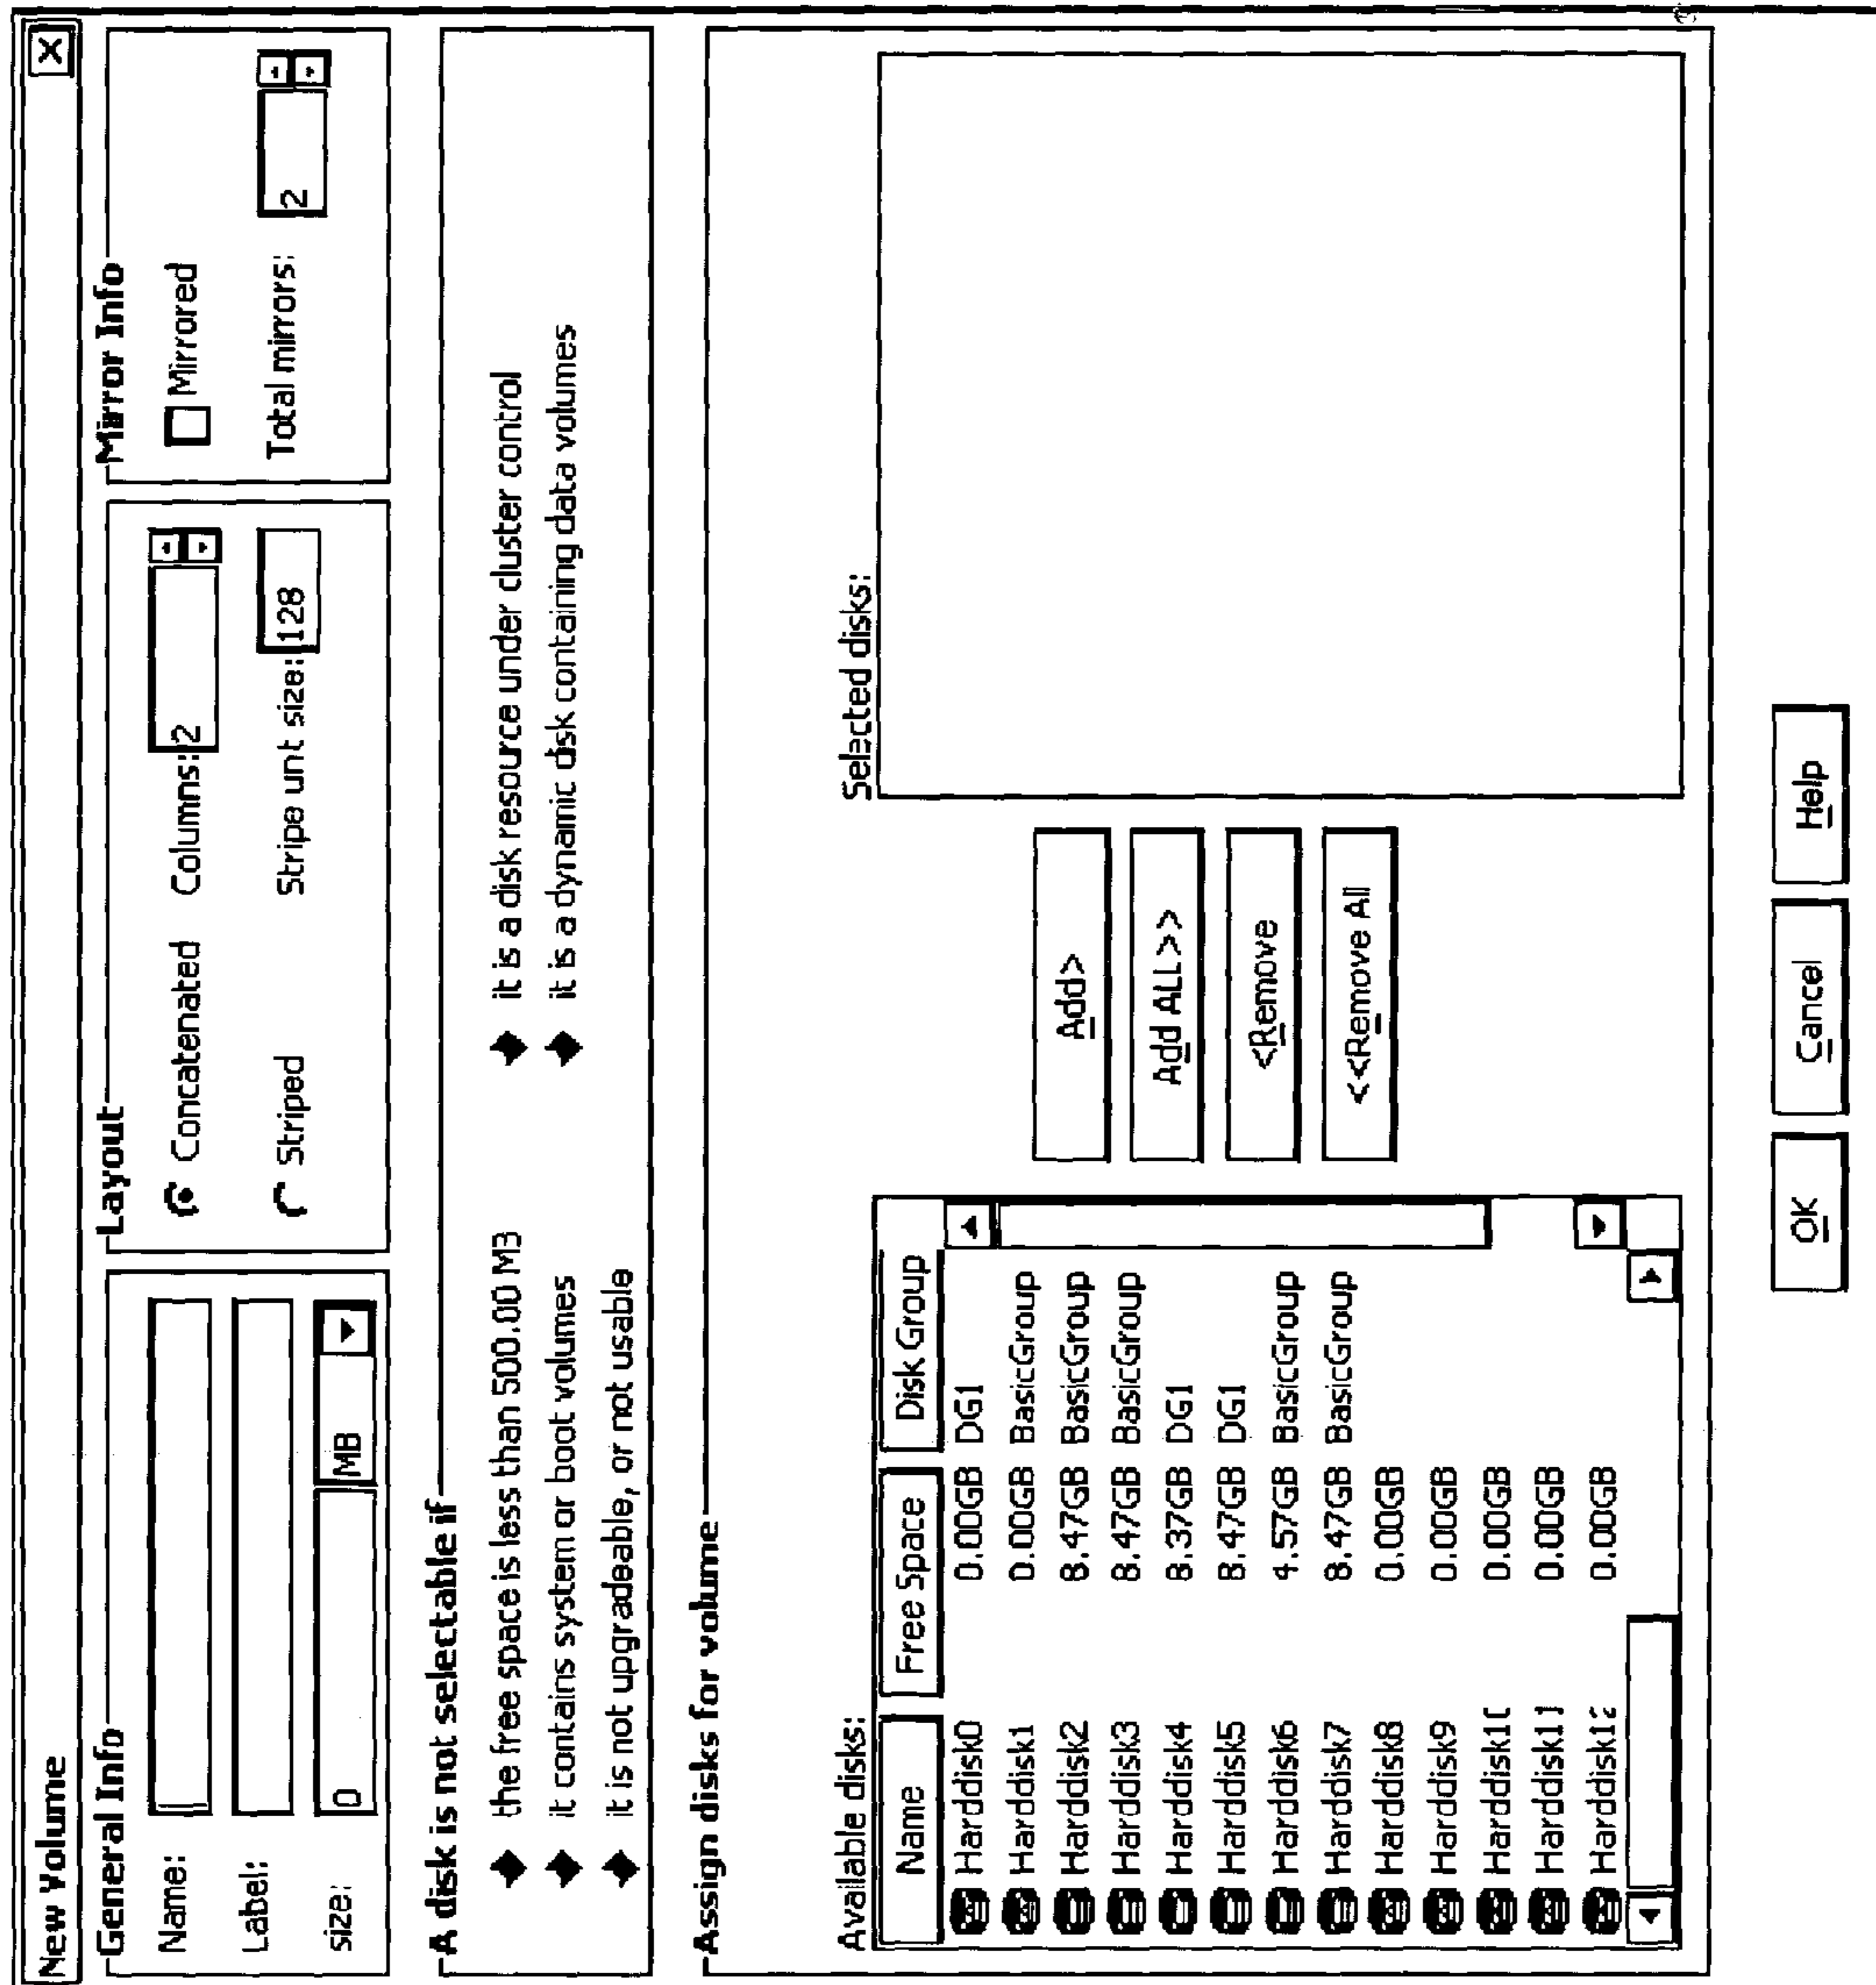 New Volume
General Info
Name:
Label:
size: 0 MB
Layout
Concatenated Columns: 2
Striped Stripe unt size: 128
Mirror Info
Mirrored
Total mirrors: 2
A disk is not selectable if
the free space is less than 500.00 M3
it contains system or boot volumes
it is not upgradeable, or not usable
it is a disk resource under cluster control
it is a dynamic disk containing data volumes
Assign disks for volume
Available disks:
Name Free Space Disk Group
Harddisk0 0.00GB DG1
Harddisk1 0.00GB BasicGroup
Harddisk2 8.47GB BasicGroup
Harddisk3 8.47GB BasicGroup
Harddisk4 8.37GB DG1
Harddisk5 8.47GB DG1
Harddisk6 4.57GB BasicGroup
Harddisk7 8.47GB BasicGroup
Harddisk8 0.00GB
Harddisk9 0.00GB
Harddisk10 0.00GB
Harddisk11 0.00GB
Harddisk12 0.00GB
Add>
Add ALL>>
<Remove
<<Remove All
Selected disks:
OK Cancel Help